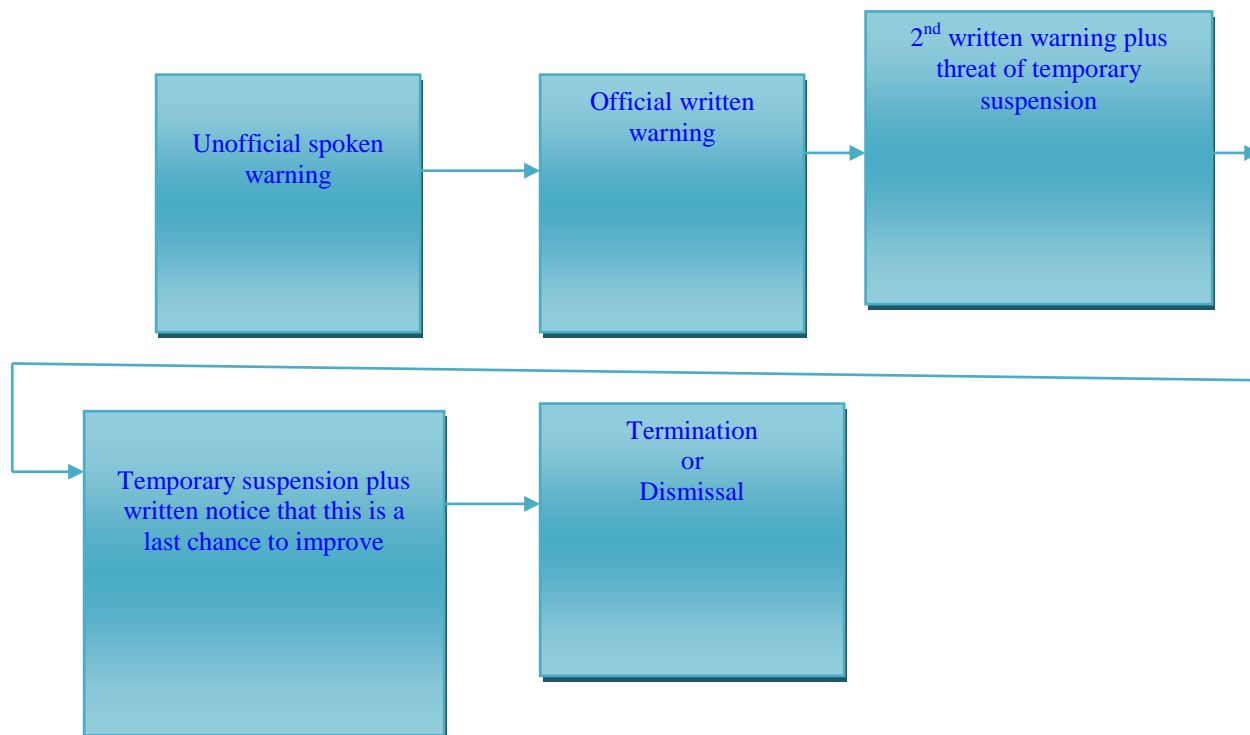 Unofficial spoken
warning
Official written
warning
2nd written warning plus
threat of temporary
suspension
Temporary suspension plus
written notice that this is a
last chance to improve
Termination
or
Dismissal